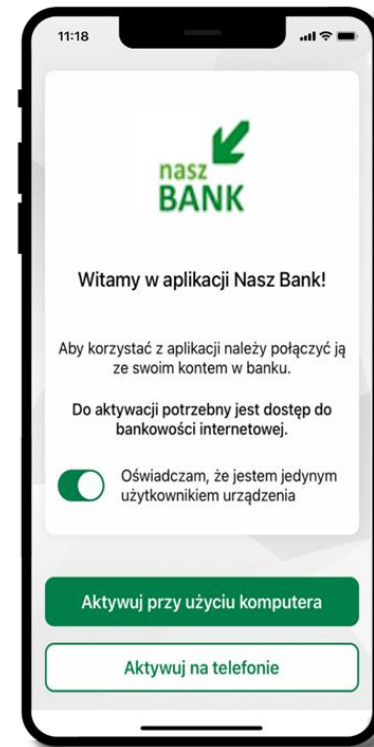 11:18
nasz
BANK
Witamy w aplikacji Nasz Bank!
Aby korzystać z aplikacji należy połączyć ją
ze swoim kontem w banku.
Do aktywacji potrzebny jest dostęp do
bankowości internetowej.
Oświadczam, że jestem jedynym
użytkownikiem urządzenia
Aktywuj przy użyciu komputera
Aktywuj na telefonie